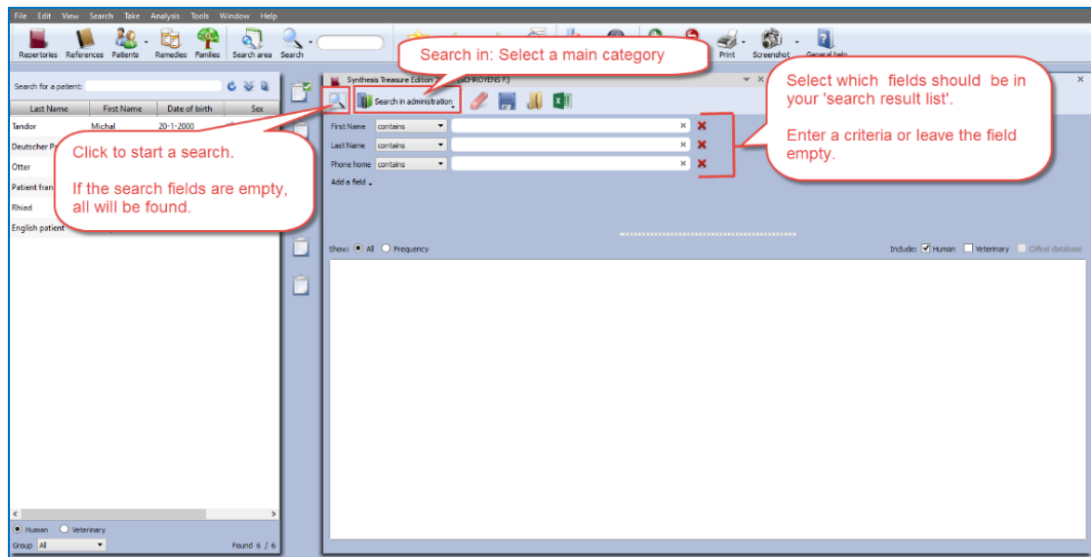 File Edit View Search Take Analysis Tools Window Help
Repertories References Patients Remedies Families Search area Search Print Screenshot General help
Search in: Select a main category
Synthesis Treasure Edition
Search for a patient:
Last Name First Name Date of birth Sex
Search in administration
Select which fields should be in
your 'search result list'.
Enter a criteria or leave the field
empty.
Tandor Michal 20-1-2000
Deutscher
Otter
Patient
Rhiad
English patient
Click to start a search.
If the search fields are empty,
all will be found.
First Name contains
Last Name contains
Phone home contains
Add a field
Show: All Frequency
Include: Human Veterinary Clifical database
Human Veterinary
Group All Found 6 / 6